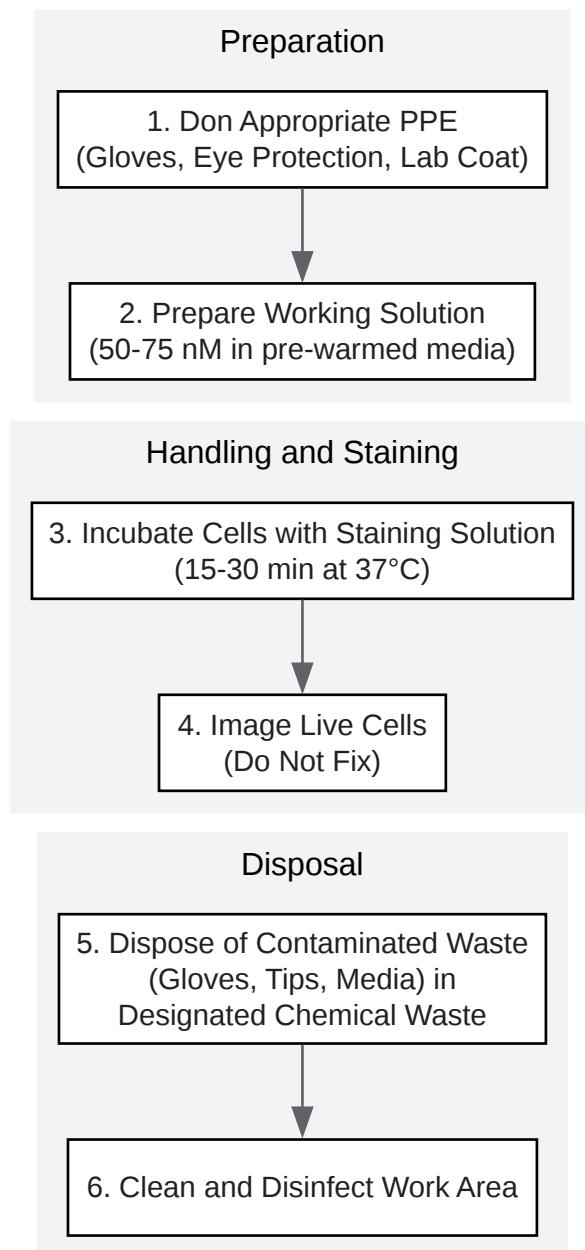 Preparation
1. Don Appropriate PPE
(Gloves, Eye Protection, Lab Coat)
2. Prepare Working Solution
(50-75 nM in pre-warmed media)
Handling and Staining
3. Incubate Cells with Staining Solution
(15-30 min at 37°C)
4. Image Live Cells
(Do Not Fix)
Disposal
5. Dispose of Contaminated Waste
(Gloves, Tips, Media) in
Designated Chemical Waste
6. Clean and Disinfect Work Area